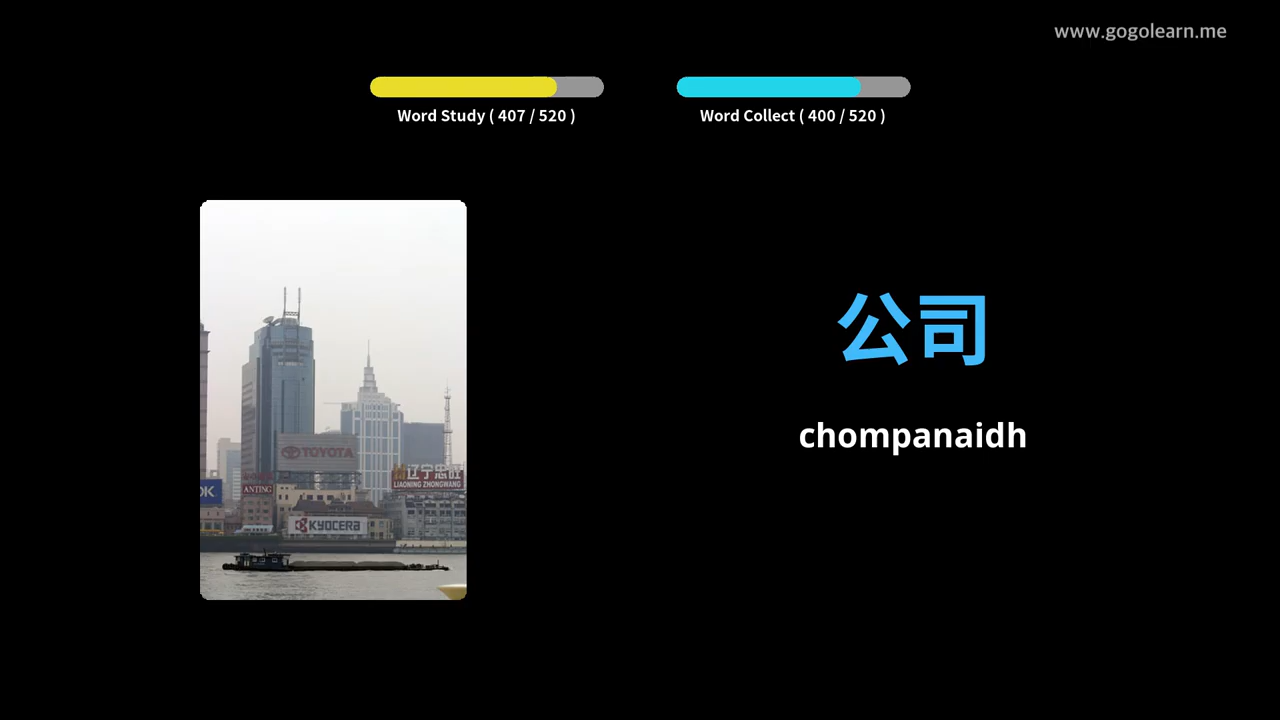 www.gogolearn.me
Word Study ( 407 / 520 )
Word Collect ( 400 / 520 )
公司
chompanaidh
TOYOTA
辽宁忠旺
LIAONING ZHONGWANG
OK
ANTING
KYOCERA